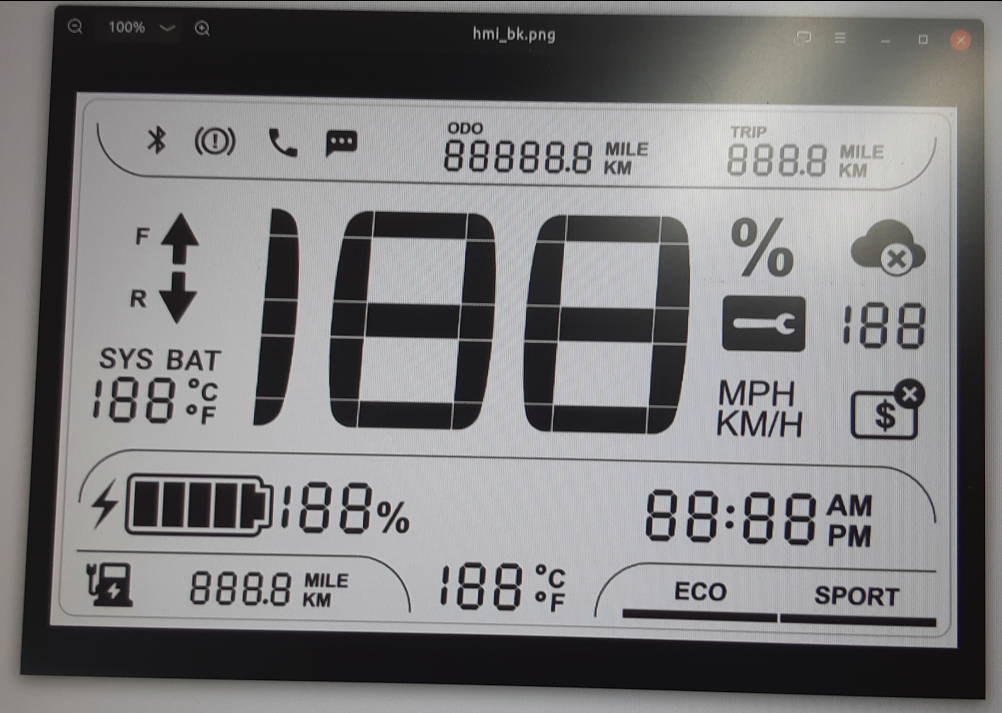 100%
hmi_bk.png
ODO
88888.8 MILE
KM
TRIP
888.8 MILE
KM
F
R
SYS BAT
188 °C
°F
188
%
188
MPH
KM/H
$
188%
88:88 AM
PM
888.8 MILE
KM
188 °C
°F
ECO
SPORT